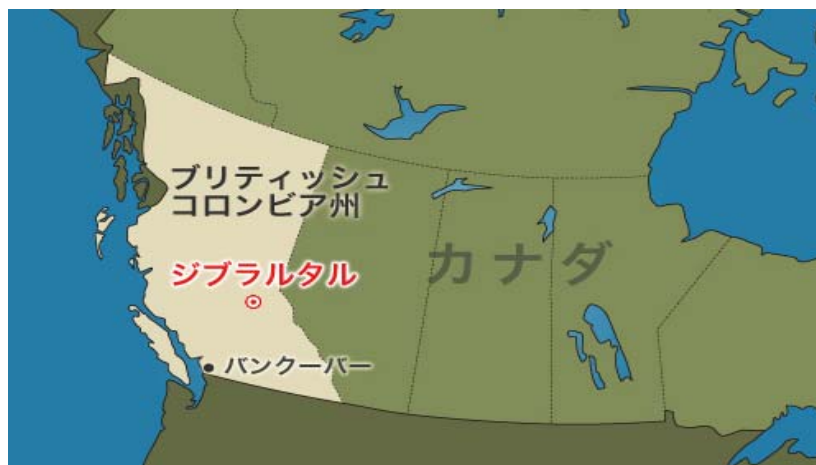 ブリティッシュ
コロンビア州
カナダ
ジブラルタル
バンクーバー